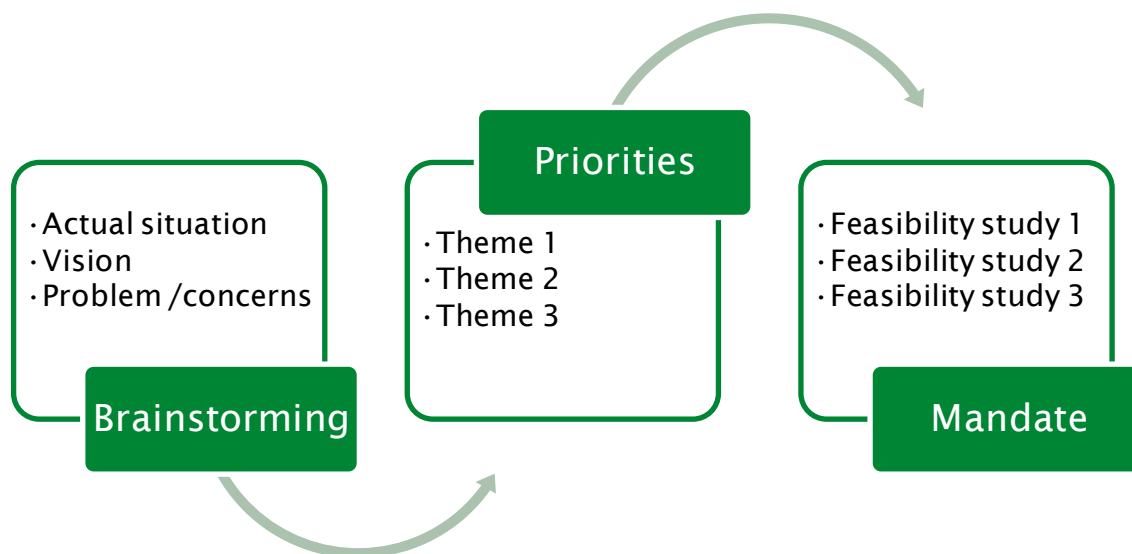 ·Actual situation
·Vision
·Problem /concerns
Brainstorming
Priorities
·Theme 1
·Theme 2
·Theme 3
·Feasibility study 1
·Feasibility study 2
·Feasibility study 3
Mandate